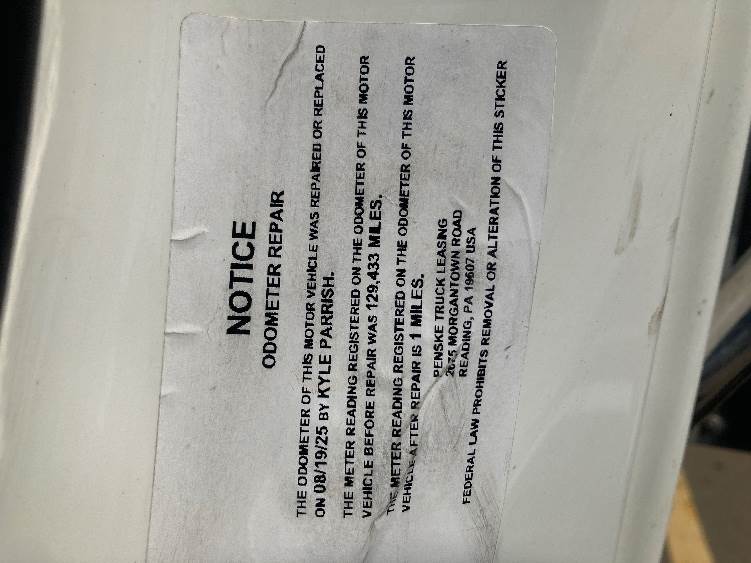 NOTICE
ODOMETER REPAIR
THE ODOMETER OF THIS MOTOR VEHICLE WAS REPAIRED OR REPLACED
ON 08/19/25 BY KYLE PARRISH.
THE METER READING REGISTERED ON THE ODOMETER OF THIS MOTOR
VEHICLE BEFORE REPAIR WAS 129,433 MILES.
THE METER READING REGISTERED ON THE ODOMETER OF THIS MOTOR
VEHICLE AFTER REPAIR IS 1 MILES.
PENSKE TRUCK LEASING
2675 MORGANTOWN ROAD
READING, PA 19607 USA
FEDERAL LAW PROHIBITS REMOVAL OR ALTERATION OF THIS STICKER